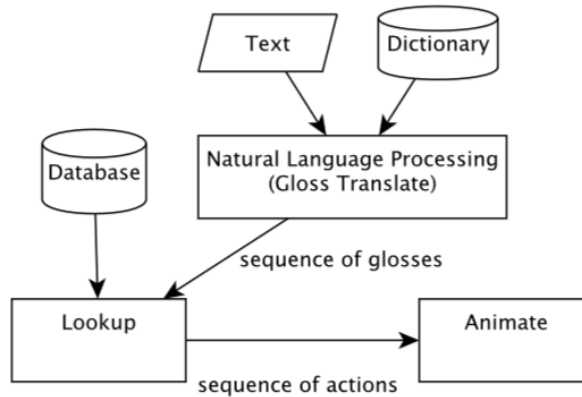 Text
Dictionary
Natural Language Processing
(Gloss Translate)
Database
sequence of glosses
Lookup
Animate
sequence of actions